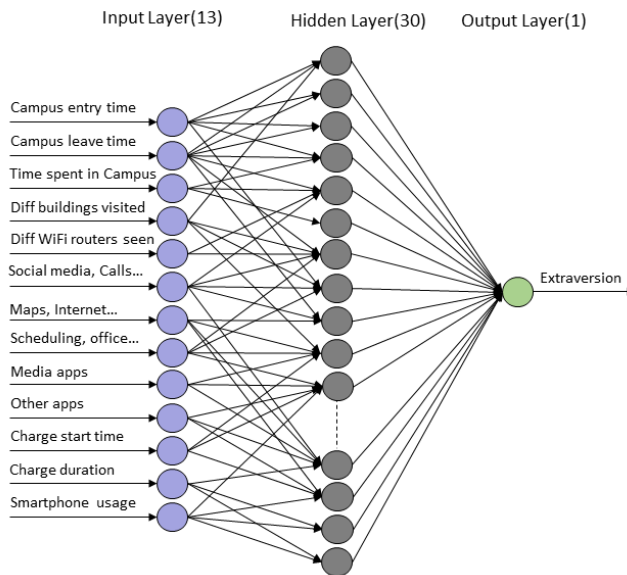 Input Layer(13)
Hidden Layer(30)
Output Layer(1)
Campus entry time
Campus leave time
Time spent in Campus
Diff buildings visited
Diff WiFi routers seen
Social media, Calls...
Maps, Internet...
Scheduling, office...
Media apps
Other apps
Charge start time
Charge duration
Smartphone usage
Extraversion